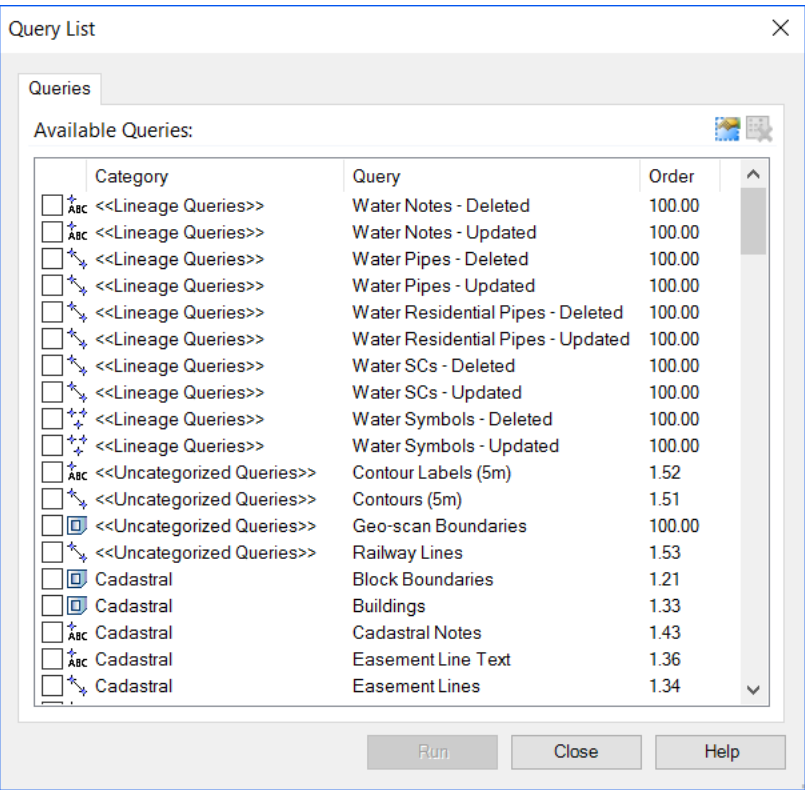 Query List
Queries
Available Queries:
Category Query Order
ABC <<Lineage Queries>> Water Notes - Deleted 100.00
ABC <<Lineage Queries>> Water Notes - Updated 100.00
<<Lineage Queries>> Water Pipes - Deleted 100.00
<<Lineage Queries>> Water Pipes - Updated 100.00
<<Lineage Queries>> Water Residential Pipes - Deleted 100.00
<<Lineage Queries>> Water Residential Pipes - Updated 100.00
<<Lineage Queries>> Water SCs - Deleted 100.00
<<Lineage Queries>> Water SCs - Updated 100.00
<<Lineage Queries>> Water Symbols - Deleted 100.00
<<Lineage Queries>> Water Symbols - Updated 100.00
ABC <<Uncategorized Queries>> Contour Labels (5m) 1.52
<<Uncategorized Queries>> Contours (5m) 1.51
<<Uncategorized Queries>> Geo-scan Boundaries 100.00
<<Uncategorized Queries>> Railway Lines 1.53
Cadastral Block Boundaries 1.21
Cadastral Buildings 1.33
ABC Cadastral Cadastral Notes 1.43
ABC Cadastral Easement Line Text 1.36
Cadastral Easement Lines 1.34
Run Close Help